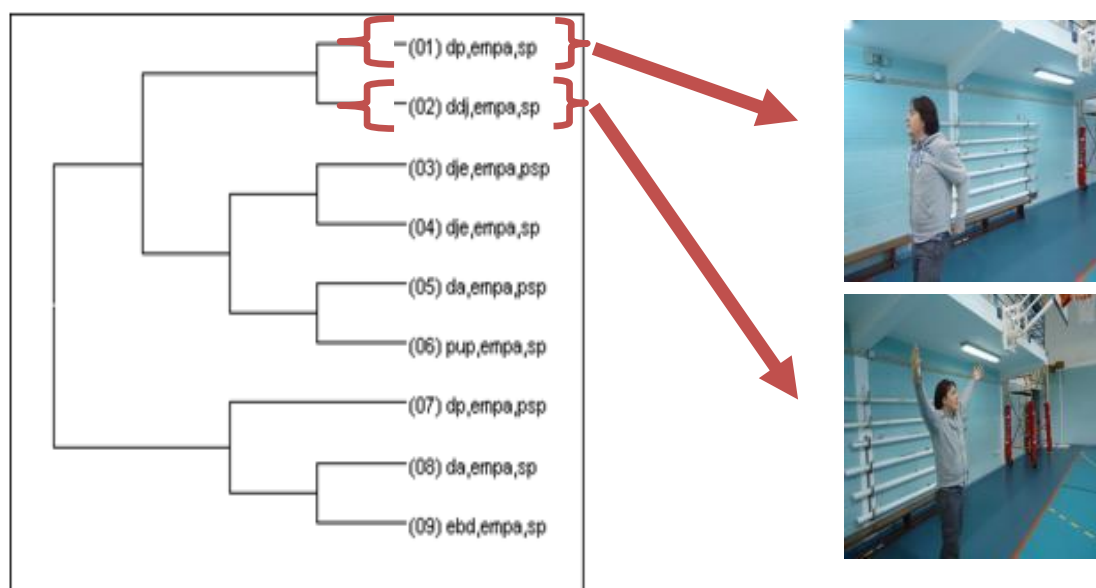 (01) dp,empa,sp
(02) ddj,empa,sp
(03) dje,empa,psp
(04) dje,empa,sp
(05) da,empa,psp
(06) pup,empa,sp
(07) dp,empa,psp
(08) da,empa,sp
(09) ebd,empa,sp